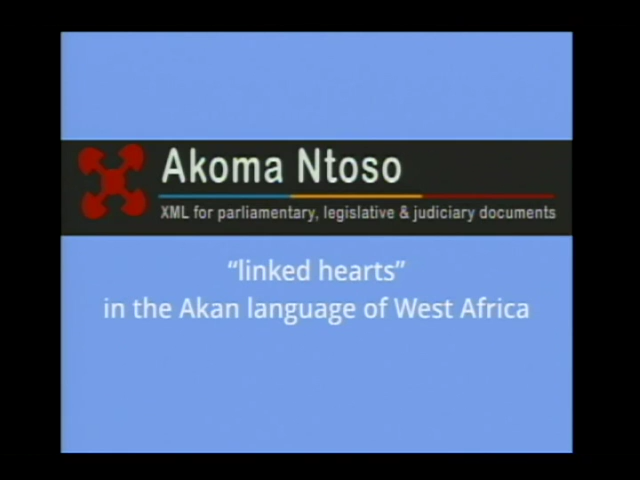 Akoma Ntoso
XML for parliamentary, legislative & judiciary documents
“linked hearts”
in the Akan language of West Africa